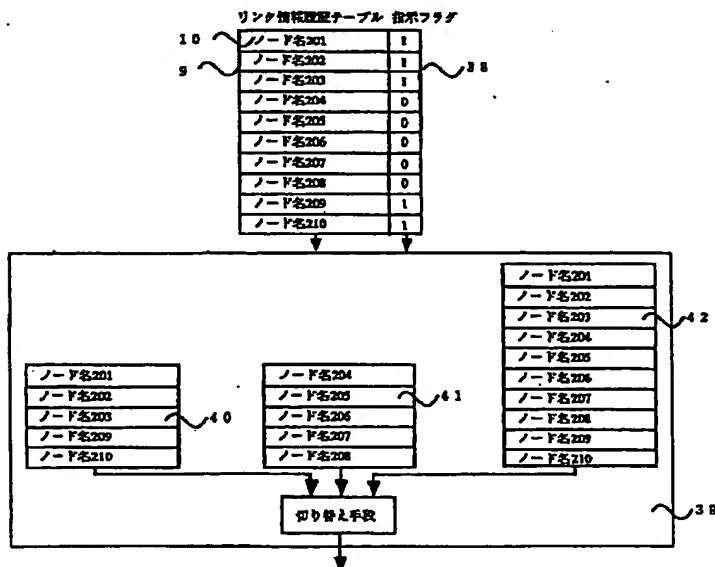 リンク情報履歴テーブル 指示フラグ
10
ノード名201 1
9
ノード名202 1
38
ノード名203 1
ノード名204 0
ノード名205 0
ノード名206 0
ノード名207 0
ノード名208 0
ノード名209 1
ノード名210 1
ノード名201
ノード名202
ノード名203
42
ノード名204
ノード名205
ノード名206
ノード名207
ノード名208
ノード名209
ノード名210
ノード名201
ノード名202
ノード名203
40
ノード名209
ノード名210
ノード名204
ノード名205
41
ノード名206
ノード名207
ノード名208
切り替え手段
39